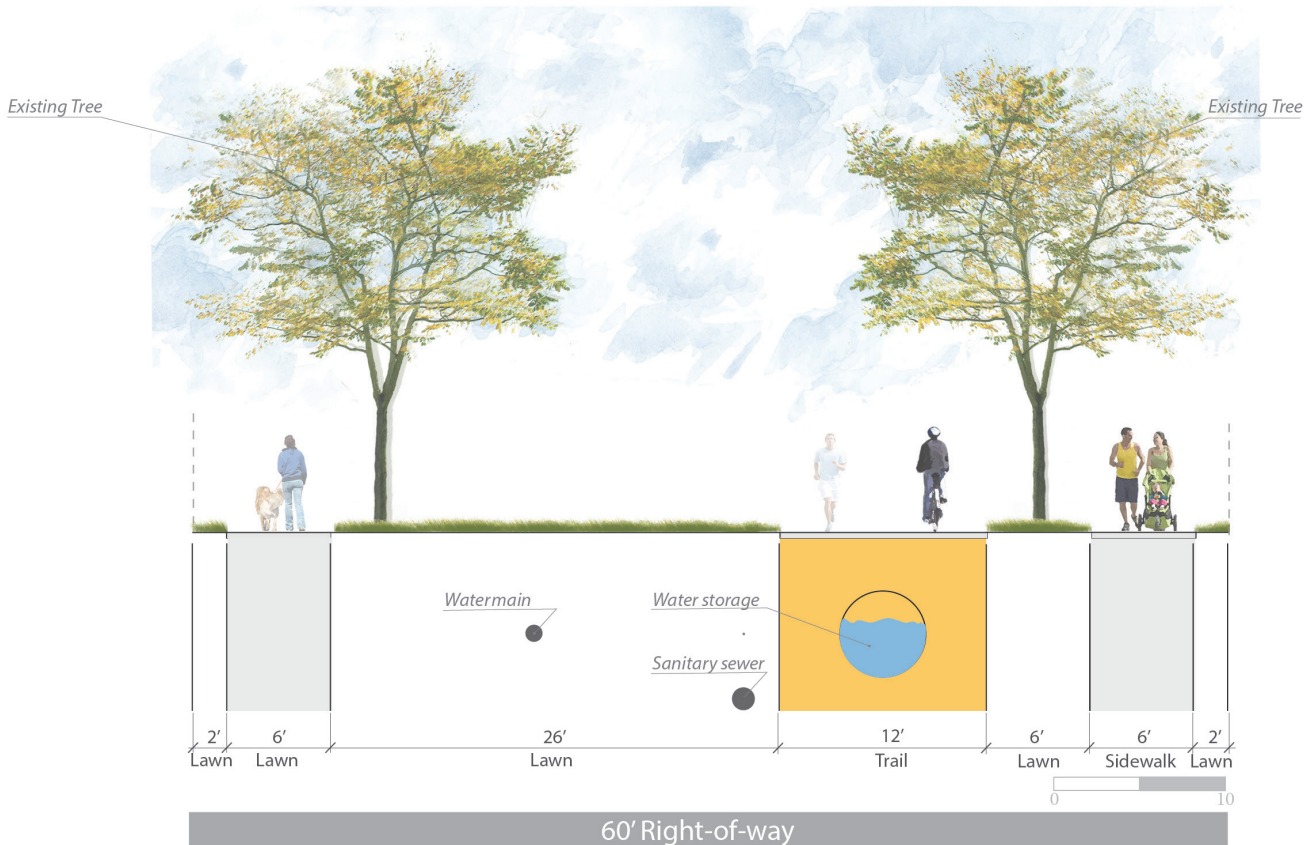 Existing Tree
Existing Tree
Watermain
Water storage
Sanitary sewer
2′ 6′ 26′ 12′ 6′ 6′ 2′
Lawn Lawn Lawn Trail Lawn Sidewalk Lawn
0 10
60′ Right-of-way